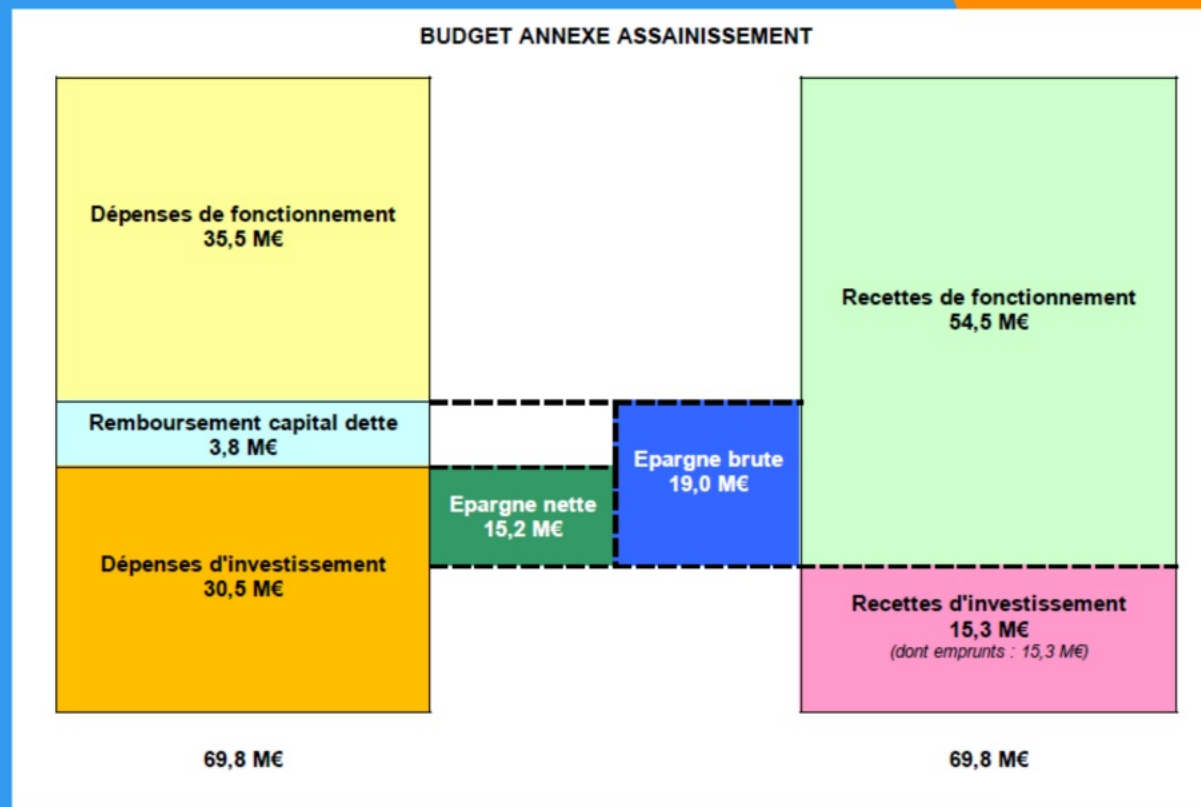 BUDGET ANNEXE ASSAINISSEMENT
Dépenses de fonctionnement
35,5 M€
Remboursement capital dette
3,8 M€
Dépenses d'investissement
30,5 M€
69,8 M€
Epargne nette
15,2 M€
Epargne brute
19,0 M€
Recettes de fonctionnement
54,5 M€
Recettes d'investissement
15,3 M€
(dont emprunts : 15,3 M€)
69,8 M€